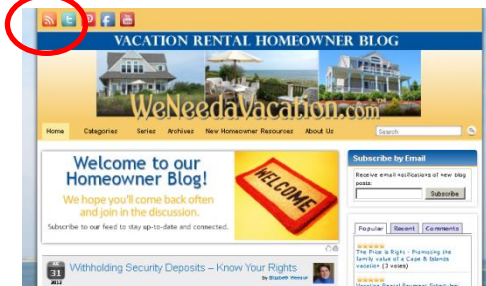 VACATION RENTAL HOMEOWNER BLOG
WeNeedaVacation.com
Home Categories Series Archives New Homeowner Resources About Us Search
Welcome to our
Homeowner Blog!
We hope you'll come back often
and join in the discussion.
Subscribe to our feed to stay up-to-date and connected.
WELCOME
Subscribe by Email
Receive email notifications of new blog
posts:
Subscribe
Popular Recent Comments
The Price is Right - Promoting the
family value of a Cape & Islands
vacation (3 votes)
31
2013
Withholding Security Deposits – Know Your Rights
by Elizabeth Weedon